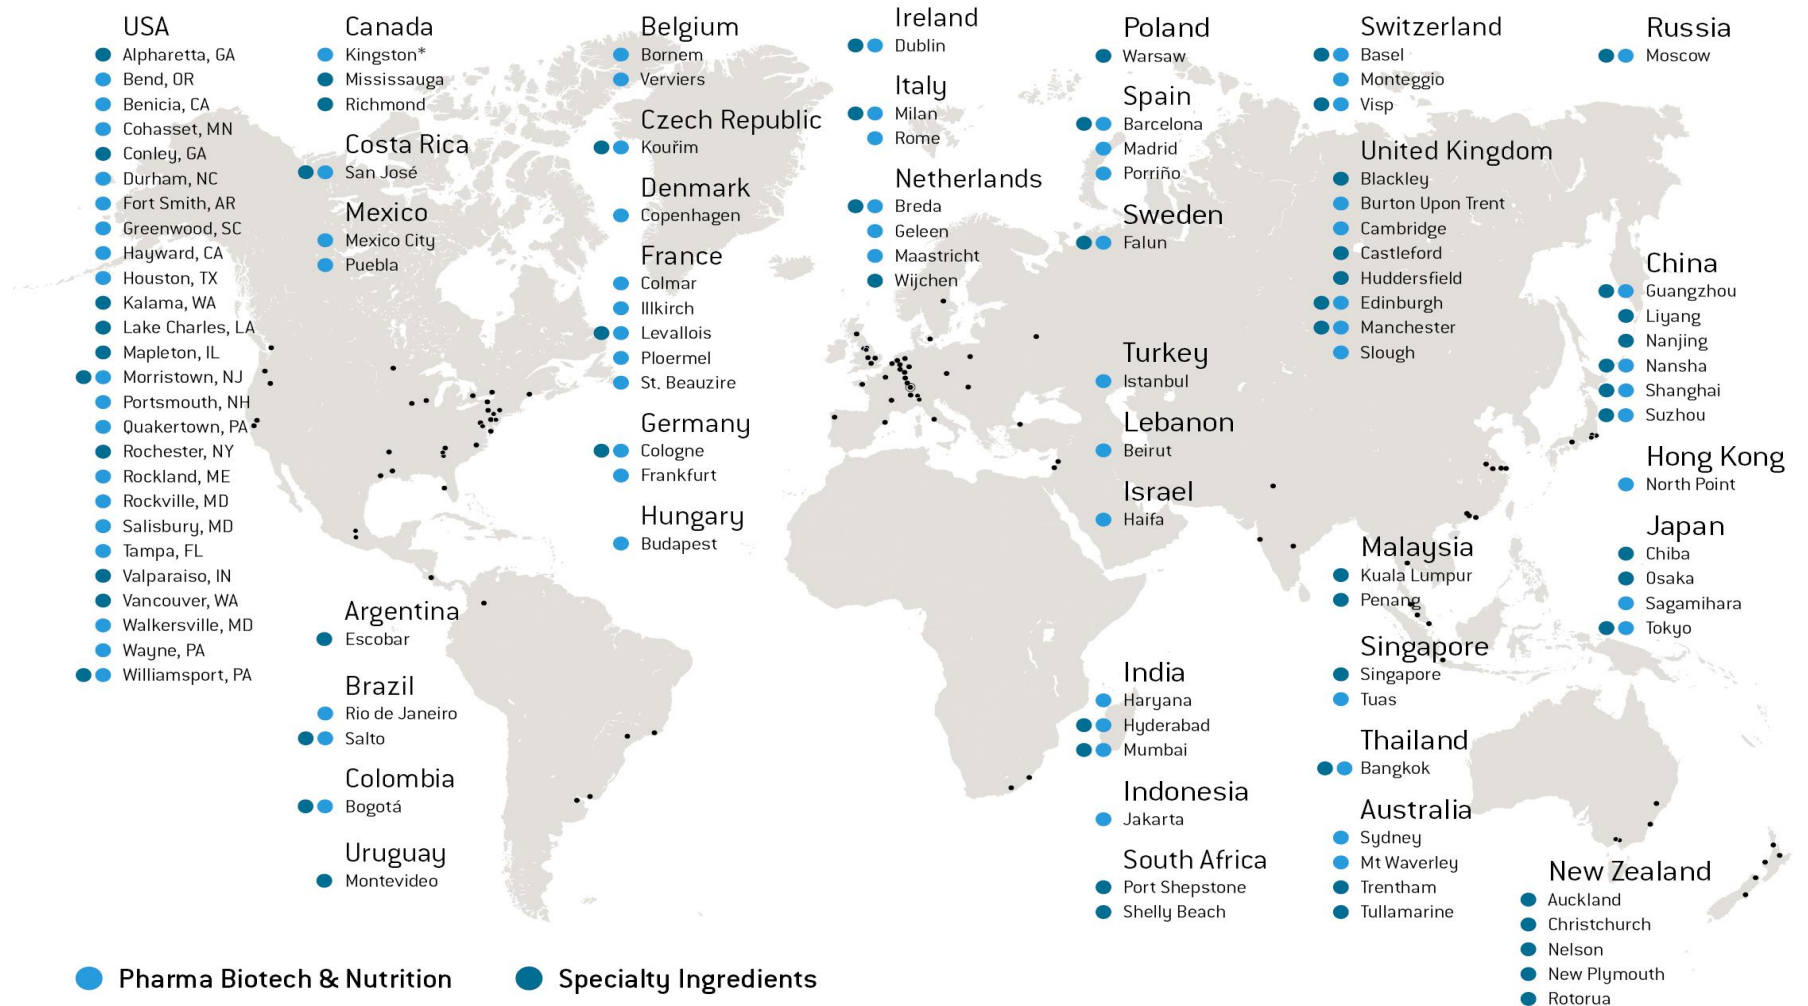 USA
Alpharetta, GA
Bend, OR
Benicia, CA
Cohasset, MN
Conley, GA
Durham, NC
Fort Smith, AR
Greenwood, SC
Hayward, CA
Houston, TX
Kalama, WA
Lake Charles, LA
Mapleton, IL
Morristown, NJ
Portsmouth, NH
Quakertown, PA
Rochester, NY
Rockland, ME
Rockville, MD
Salisbury, MD
Tampa, FL
Valparaiso, IN
Vancouver, WA
Walkersville, MD
Wayne, PA
Williamsport, PA
Canada
Kingston*
Mississauga
Richmond
Costa Rica
San José
Mexico
Mexico City
Puebla
Argentina
Escobar
Brazil
Rio de Janeiro
Salto
Colombia
Bogotá
Uruguay
Montevideo
Belgium
Bornem
Verviers
Czech Republic
Kouřim
Denmark
Copenhagen
France
Colmar
Illkirch
Levallois
Ploermel
St. Beauzire
Germany
Cologne
Frankfurt
Hungary
Budapest
Ireland
Dublin
Italy
Milan
Rome
Netherlands
Breda
Geleen
Maastricht
Wijchen
Poland
Warsaw
Spain
Barcelona
Madrid
Porriño
Sweden
Falun
Turkey
Istanbul
Lebanon
Beirut
Israel
Haifa
India
Haryana
Hyderabad
Mumbai
Indonesia
Jakarta
South Africa
Port Shepstone
Shelly Beach
Switzerland
Basel
Monteggio
Visp
United Kingdom
Blackley
Burton Upon Trent
Cambridge
Castleford
Huddersfield
Edinburgh
Manchester
Slough
Malaysia
Kuala Lumpur
Penang
Singapore
Singapore
Tuas
Thailand
Bangkok
Australia
Sydney
Mt Waverley
Trentham
Tullamarine
Russia
Moscow
China
Guangzhou
Liyang
Nanjing
Nansha
Shanghai
Suzhou
Hong Kong
North Point
Japan
Chiba
Osaka
Sagamihara
Tokyo
New Zealand
Auckland
Christchurch
Nelson
New Plymouth
Rotorua
Pharma Biotech & Nutrition
Specialty Ingredients